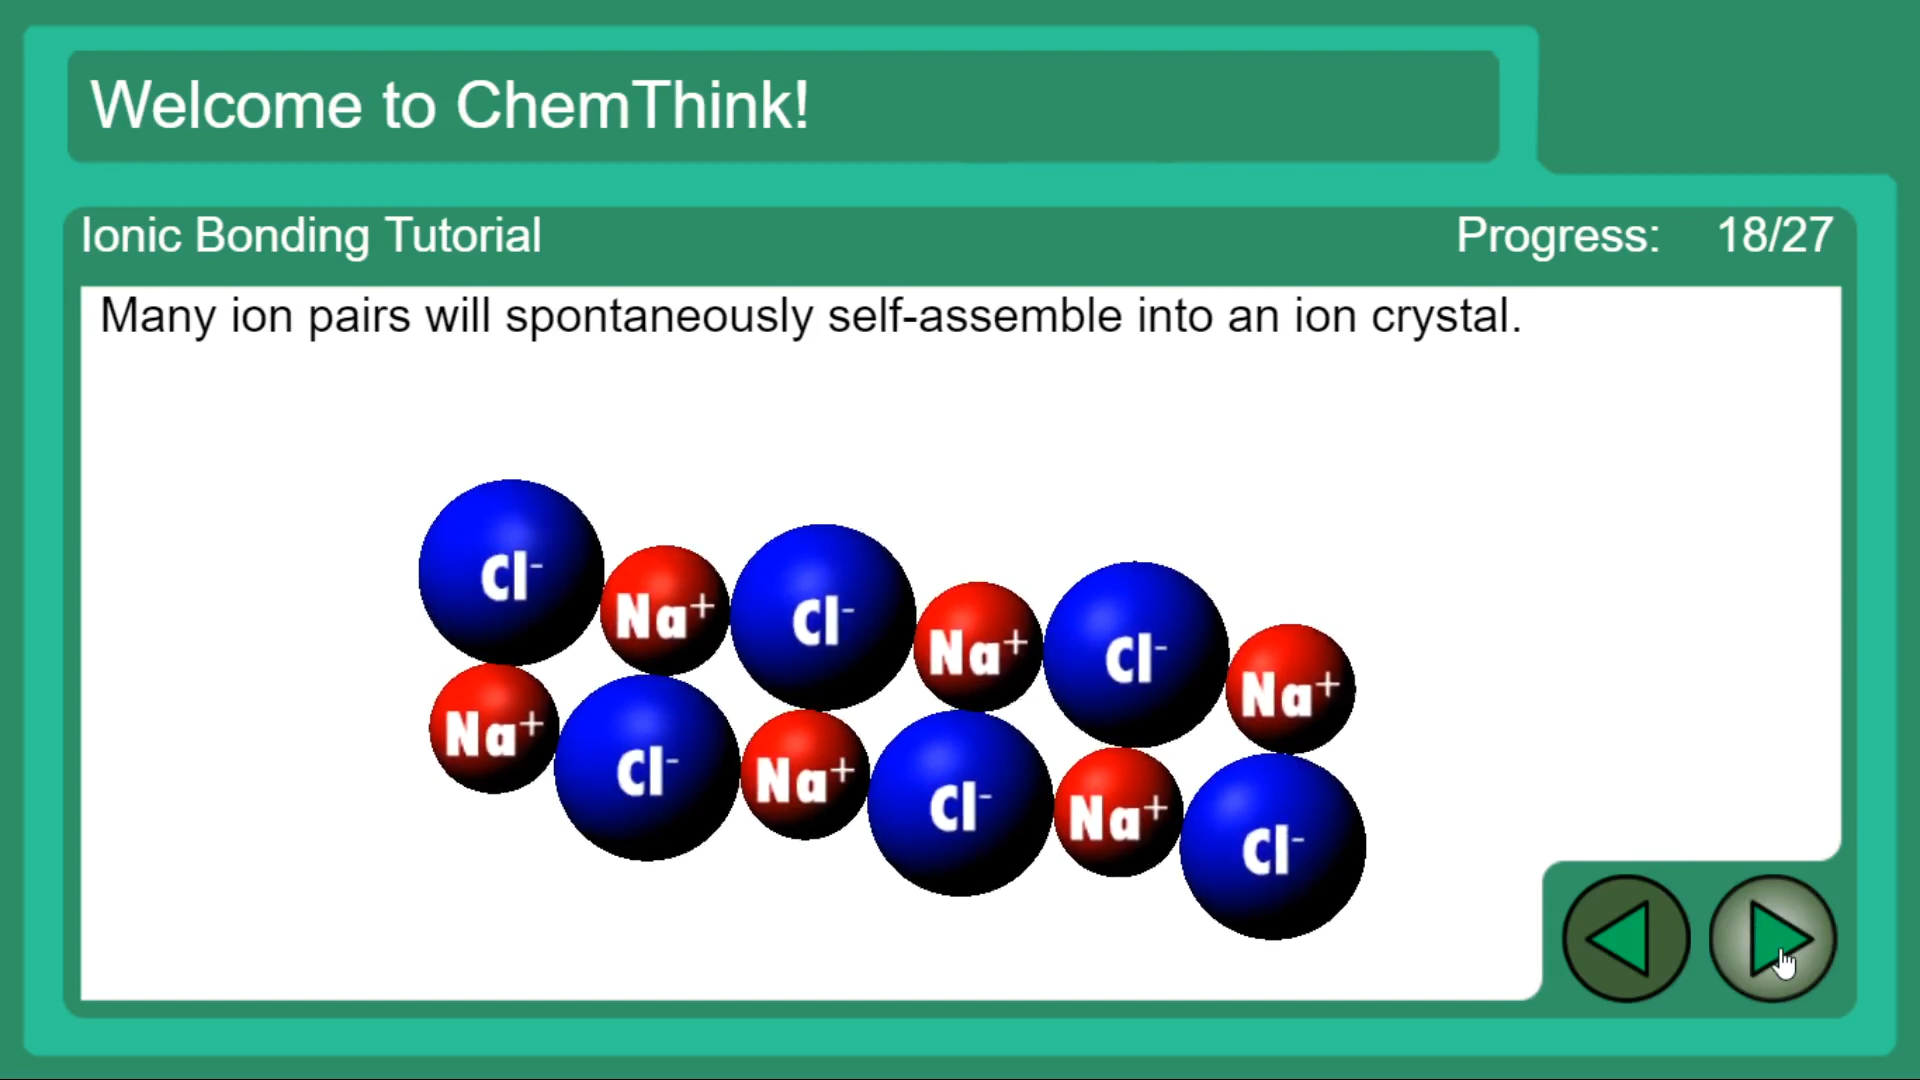 Welcome to ChemThink!
Ionic Bonding Tutorial
Progress: 18/27
Many ion pairs will spontaneously self-assemble into an ion crystal.
Cl⁻
Na⁺
Cl⁻
Na⁺
Cl⁻
Na⁺
Na⁺
Cl⁻
Na⁺
Cl⁻
Na⁺
Cl⁻